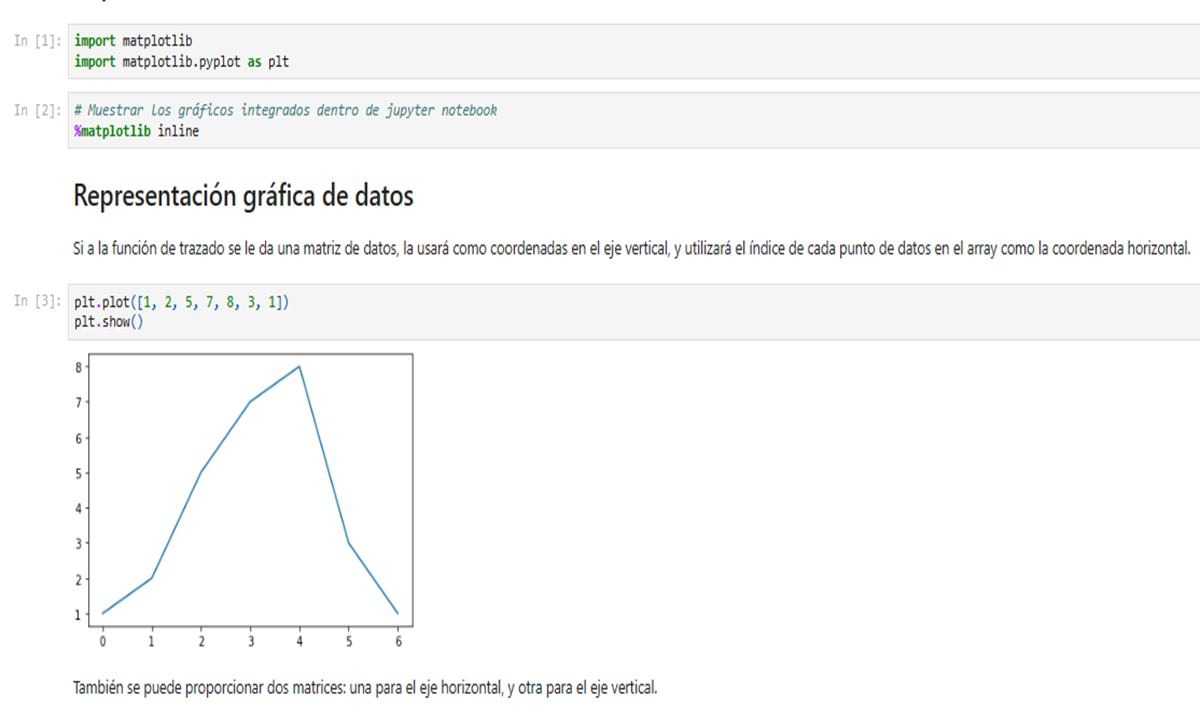 In [1]: import matplotlib
import matplotlib.pyplot as plt
In [2]: # Muestrar los gráficos integrados dentro de jupyter notebook
%matplotlib inline
Representación gráfica de datos
Si a la función de trazado se le da una matriz de datos, la usará como coordenadas en el eje vertical, y utilizará el índice de cada punto de datos en el array como la coordenada horizontal.
In [3]: plt.plot([1, 2, 5, 7, 8, 3, 1])
plt.show()
8
7
6
5
4
3
2
1
0 1 2 3 4 5 6
También se puede proporcionar dos matrices: una para el eje horizontal, y otra para el eje vertical.